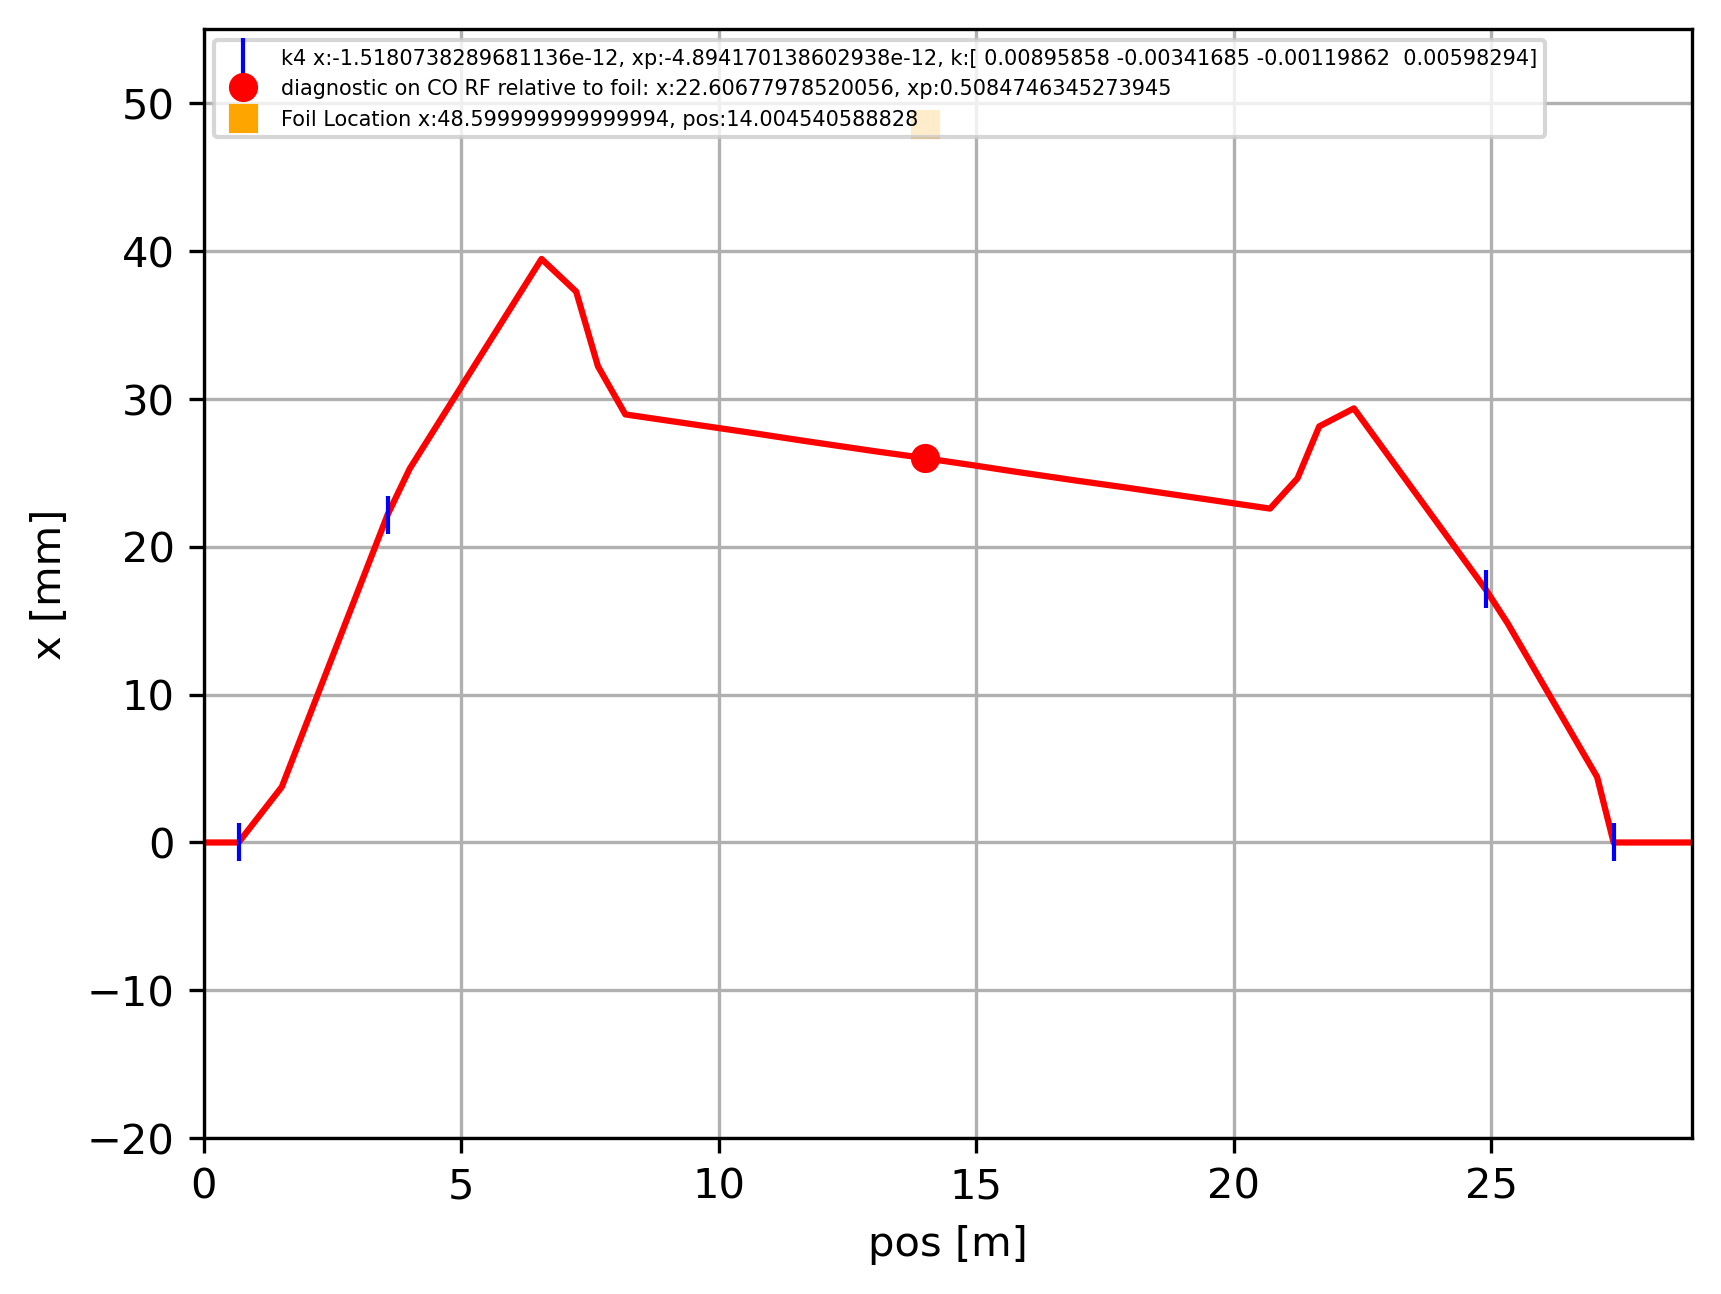 k4 x:-1.5180738289681136e-12, xp:-4.894170138602938e-12, k:[ 0.00895858 -0.00341685 -0.00119862  0.00598294]
diagnostic on CO RF relative to foil: x:22.60677978520056, xp:0.5084746345273945
Foil Location x:48.599999999999994, pos:14.004540588828
50
40
30
20
10
0
−10
−20
x [mm]
0 5 10 15 20 25
pos [m]